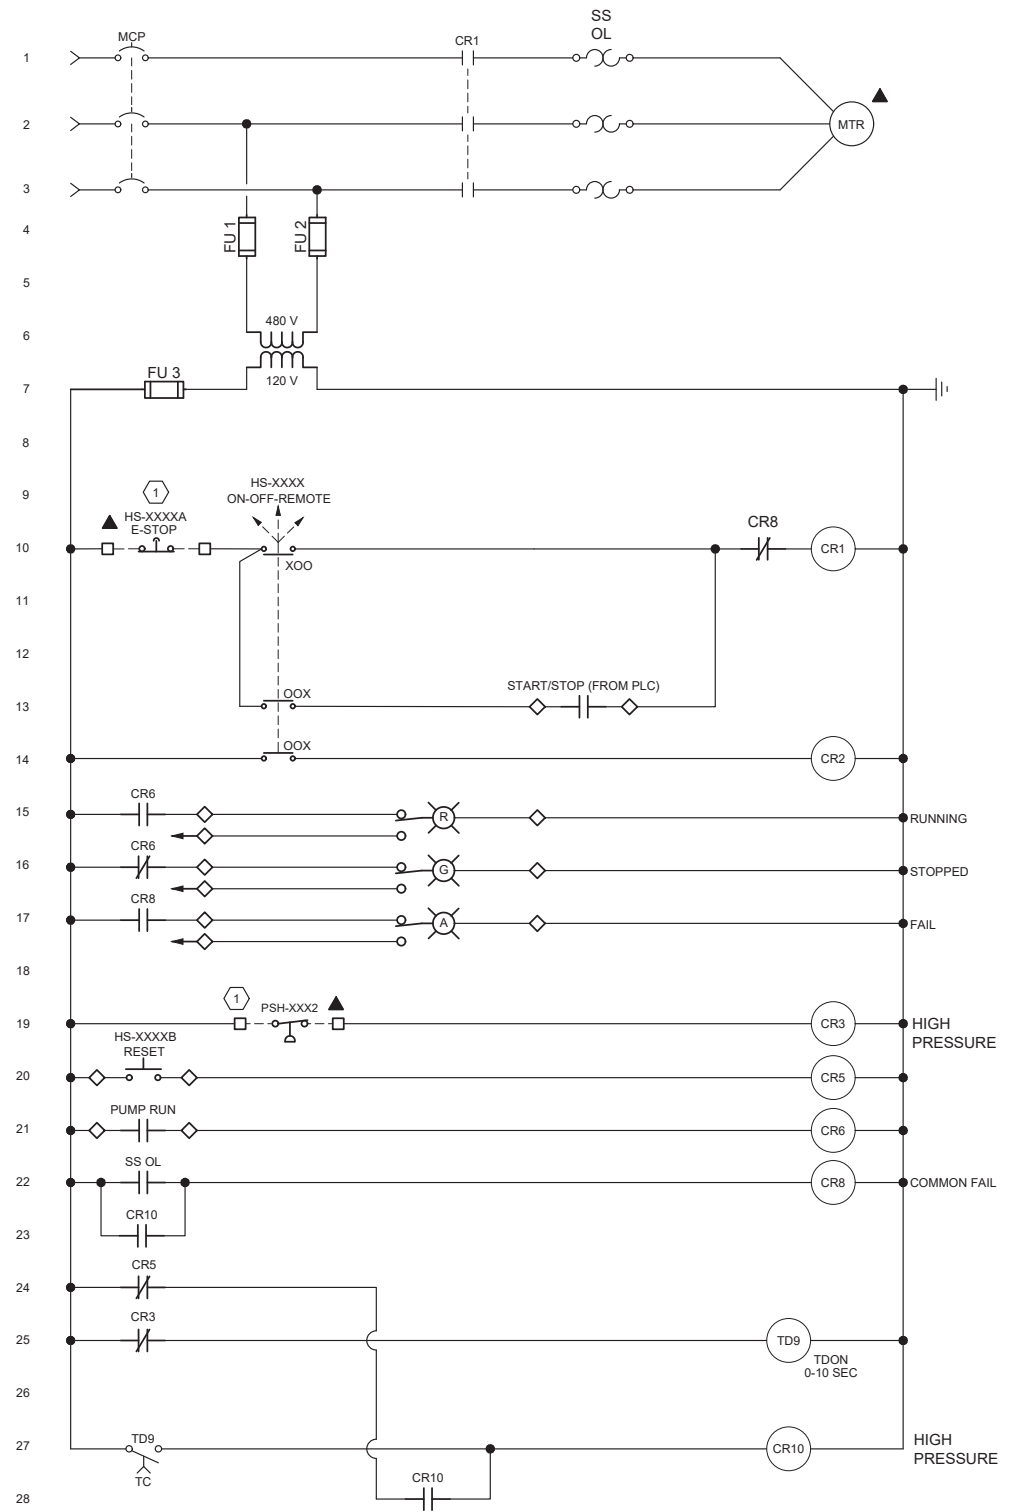 SS
OL
MCP
CR1
1
2
MTR
3
4
FU 1
FU 2
5
6
480 V
120 V
FU 3
7
8
9
1
HS-XXXX
ON-OFF-REMOTE
HS-XXXXA
E-STOP
CR8
10
XOO
CR1
11
12
START/STOP (FROM PLC)
OOX
13
OOX
14
CR2
CR6
15
R
RUNNING
CR6
16
G
STOPPED
CR8
17
A
FAIL
18
1
PSH-XXX2
19
CR3
HIGH
PRESSURE
HS-XXXXB
RESET
20
CR5
PUMP RUN
21
CR6
SS OL
22
CR8
COMMON FAIL
CR10
23
CR5
24
CR3
25
TD9
TDON
0-10 SEC
26
TD9
27
TC
CR10
HIGH
PRESSURE
CR10
28